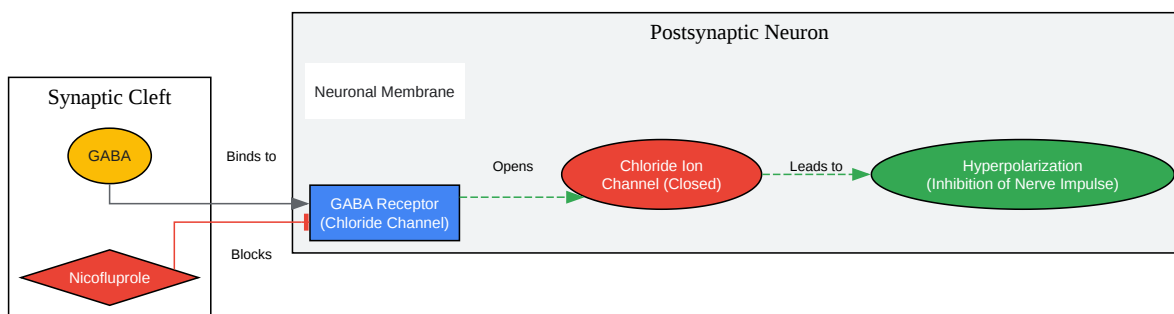 Postsynaptic Neuron
Synaptic Cleft
Neuronal Membrane
GABA
Binds to
GABA Receptor
(Chloride Channel)
Opens
Chloride Ion
Channel (Closed)
Leads to
Hyperpolarization
(Inhibition of Nerve Impulse)
Nicofluprole
Blocks